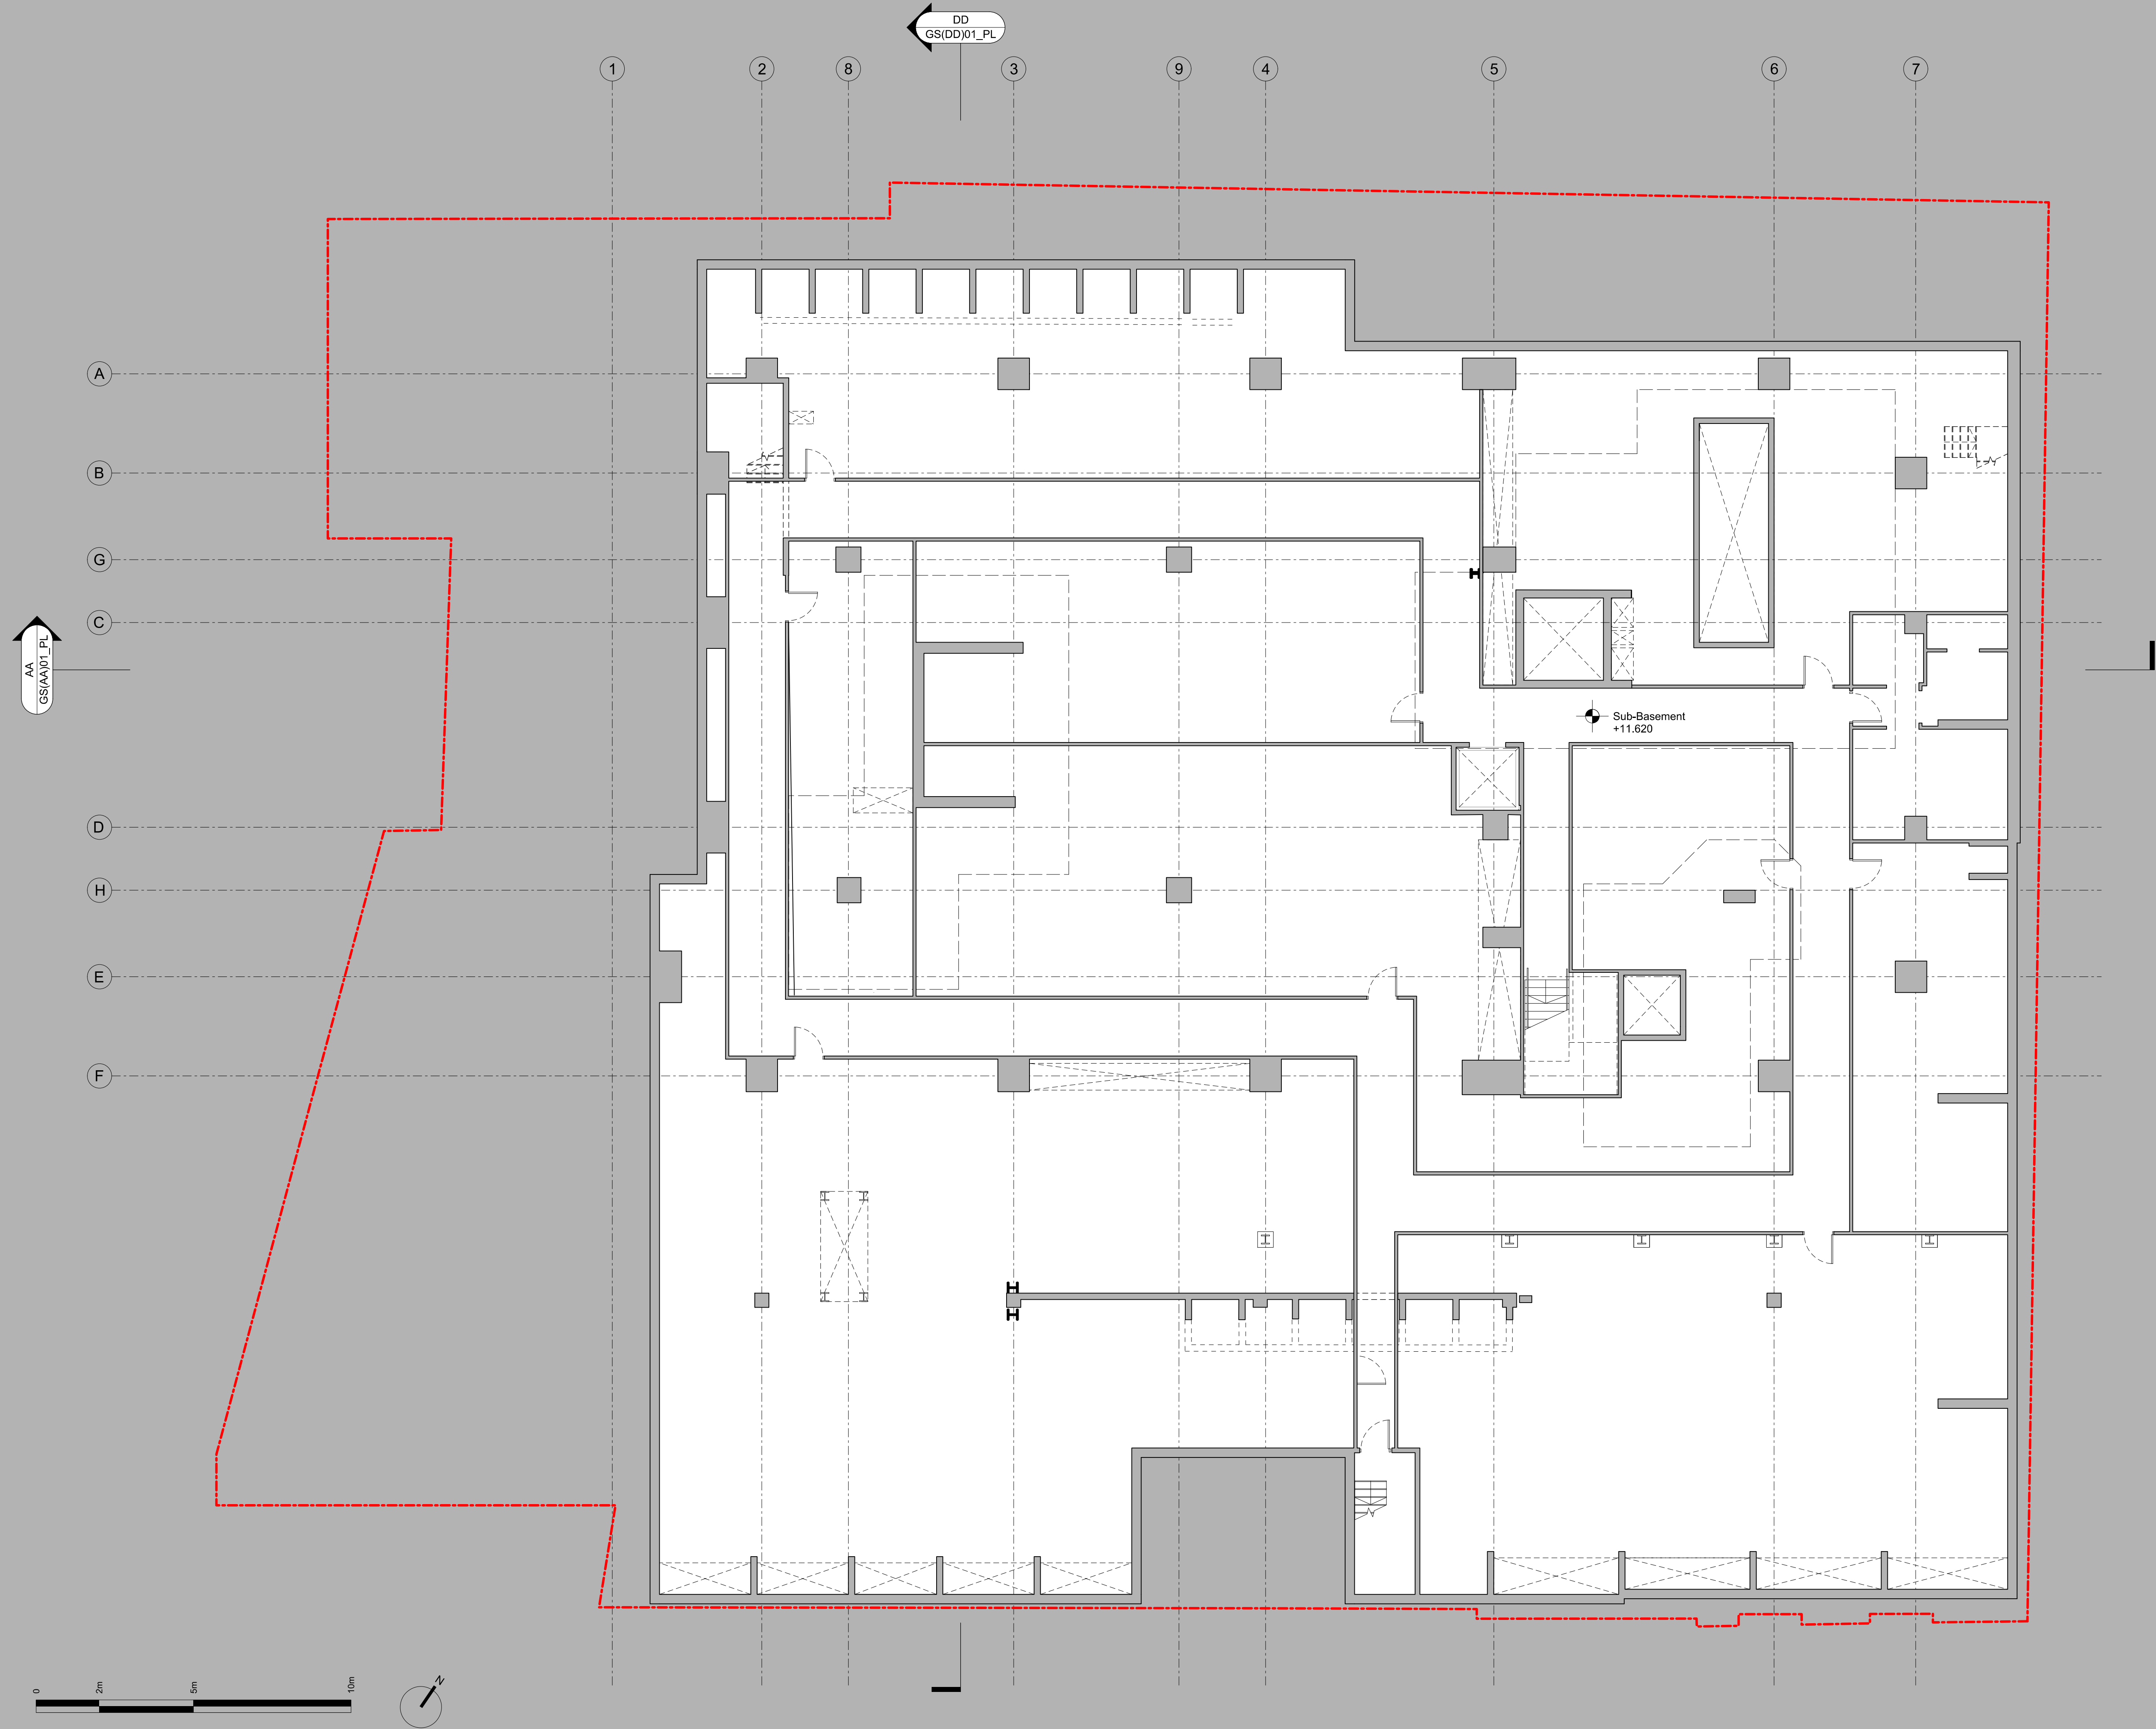 DD
GS(DD)01_PL
1
2
8
3
9
4
5
6
7
A
B
G
C
AA
GS(AA)01_PL
Sub-Basement
+11.620
D
H
E
F
0
2m
5m
10m
N